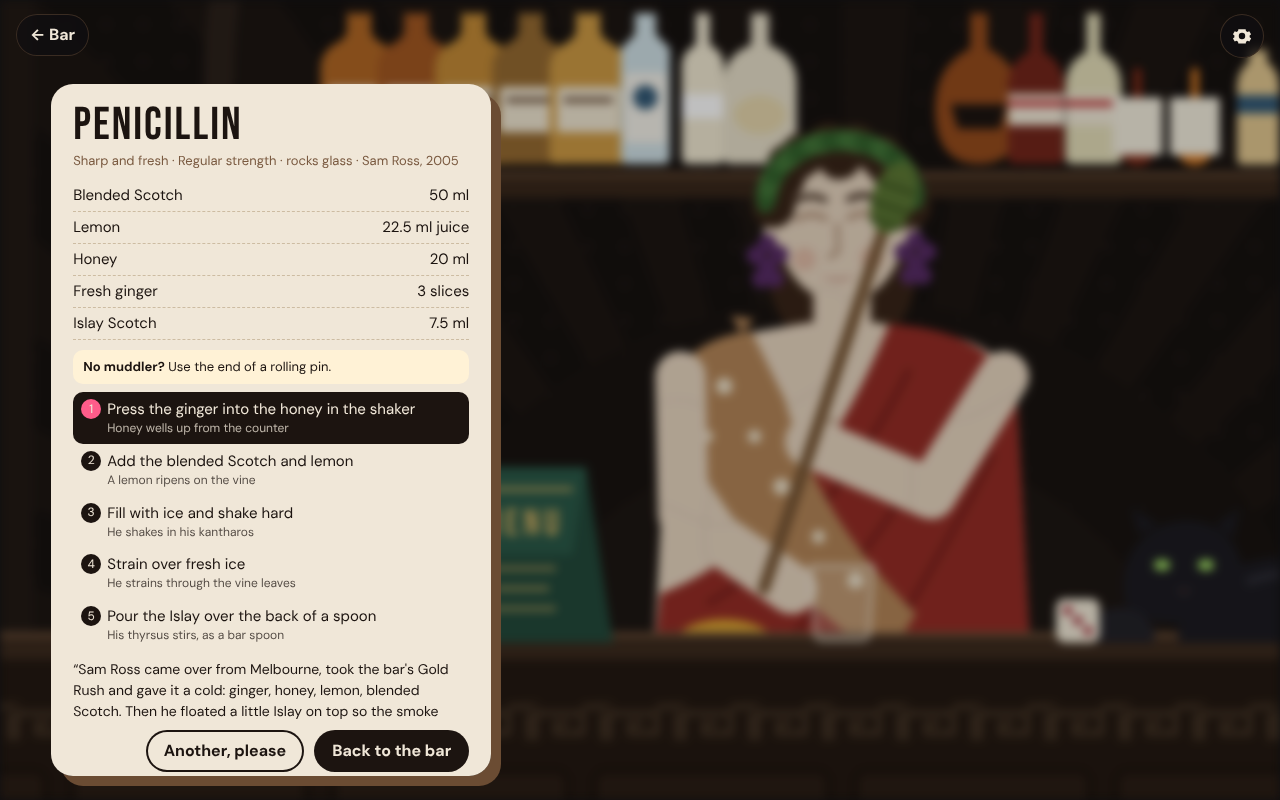 ← Bar
PENICILLIN
Sharp and fresh · Regular strength · rocks glass · Sam Ross, 2005
Blended Scotch 50 ml
Lemon 22.5 ml juice
Honey 20 ml
Fresh ginger 3 slices
Islay Scotch 7.5 ml
No muddler? Use the end of a rolling pin.
1 Press the ginger into the honey in the shaker
Honey wells up from the counter
2 Add the blended Scotch and lemon
A lemon ripens on the vine
3 Fill with ice and shake hard
He shakes in his kantharos
4 Strain over fresh ice
He strains through the vine leaves
5 Pour the Islay over the back of a spoon
His thyrsus stirs, as a bar spoon
“Sam Ross came over from Melbourne, took the bar's Gold
Rush and gave it a cold: ginger, honey, lemon, blended
Scotch. Then he floated a little Islay on top so the smoke
Another, please
Back to the bar